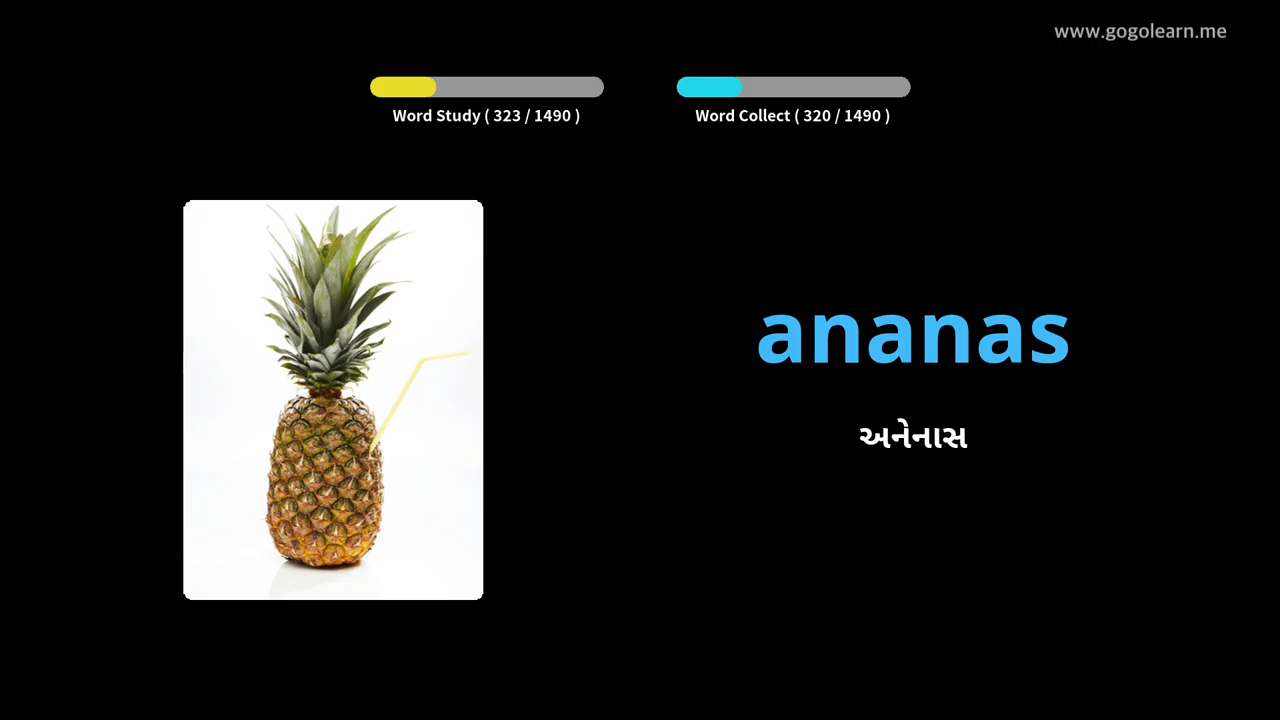 www.gogolearn.me
Word Study ( 323 / 1490 )
Word Collect ( 320 / 1490 )
ananas
અનેનાસ